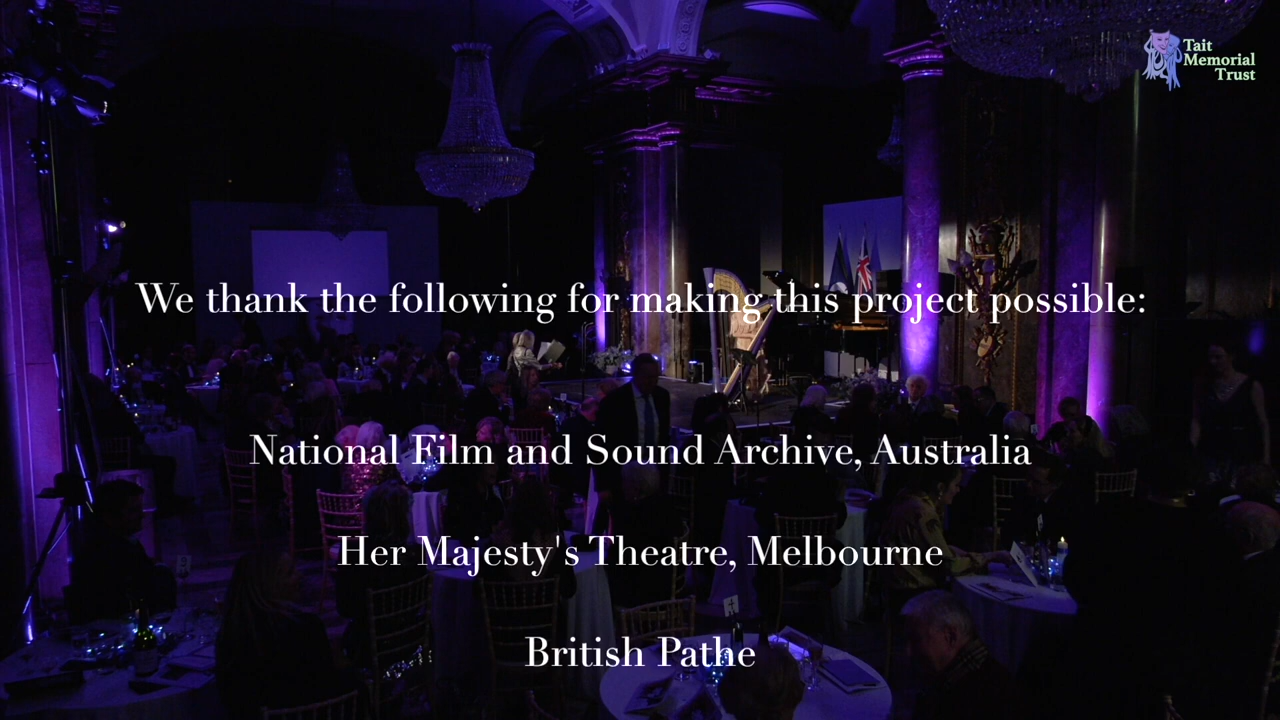 Tait
Memorial
Trust
We thank the following for making this project possible:
National Film and Sound Archive, Australia
Her Majesty's Theatre, Melbourne
British Pathe